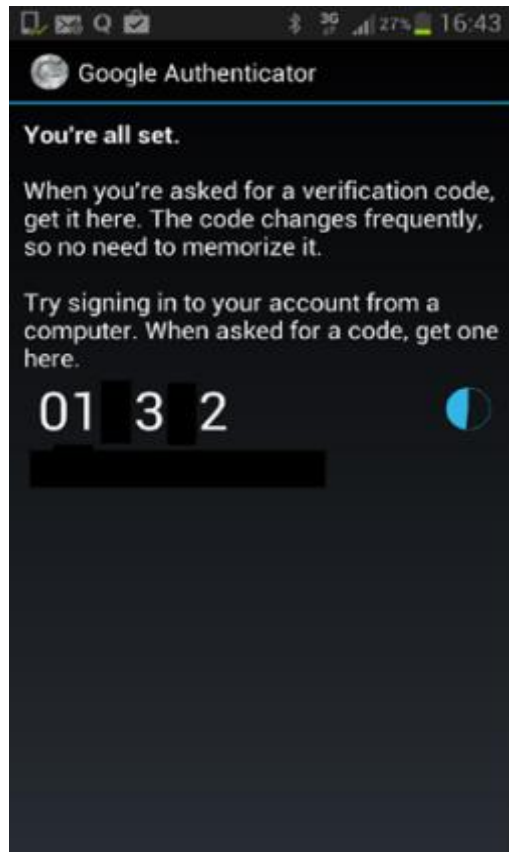 3G 27% 16:43
Google Authenticator
You're all set.
When you're asked for a verification code,
get it here. The code changes frequently,
so no need to memorize it.
Try signing in to your account from a
computer. When asked for a code, get one
here.
01 3 2